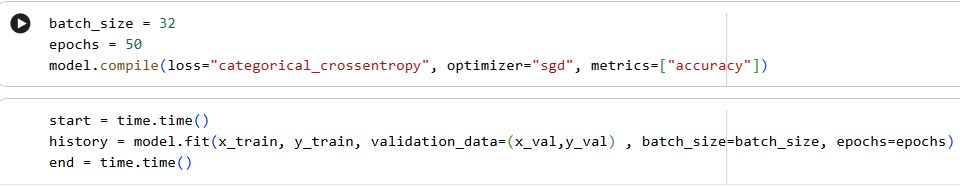 batch_size = 32
epochs = 50
model.compile(loss="categorical_crossentropy", optimizer="sgd", metrics=["accuracy"])
start = time.time()
history = model.fit(x_train, y_train, validation_data=(x_val,y_val) , batch_size=batch_size, epochs=epochs)
end = time.time()